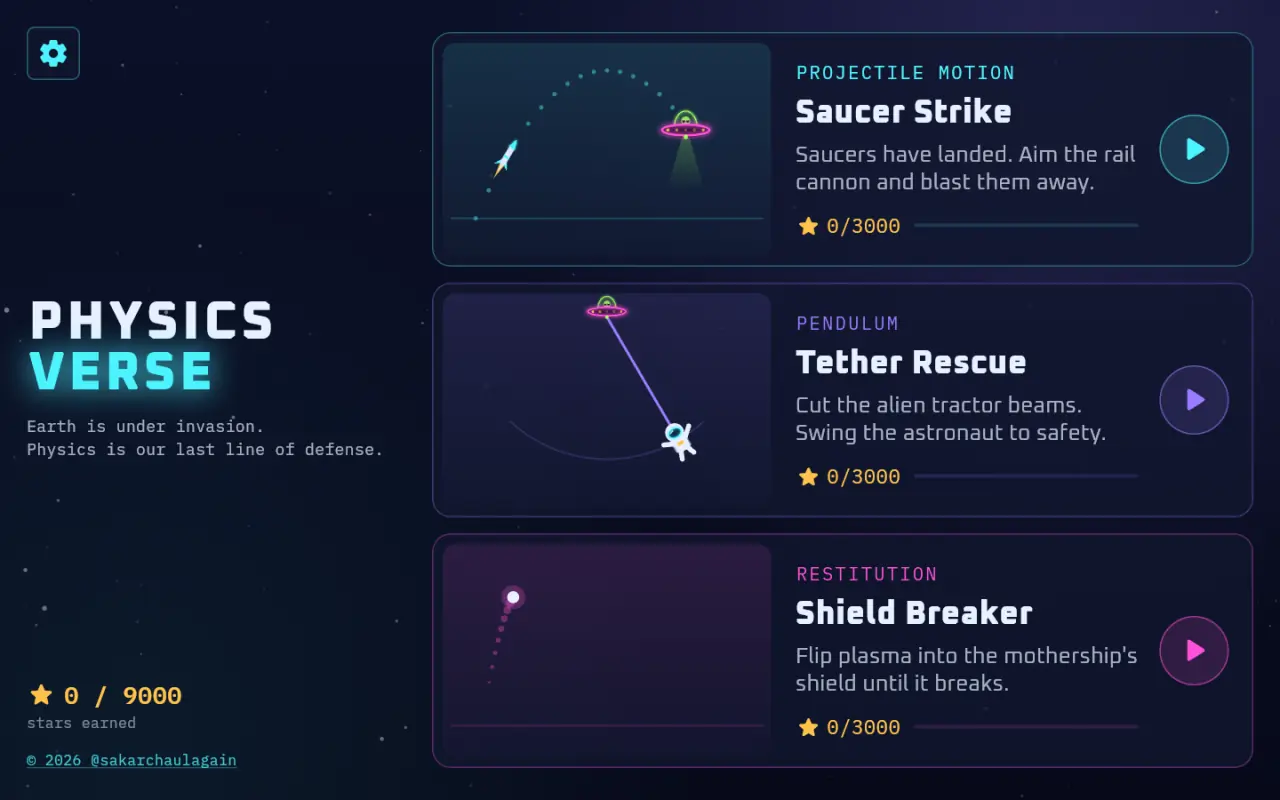 PHYSICS
VERSE
Earth is under invasion.
Physics is our last line of defense.
0 / 9000
stars earned
© 2026 @sakarchaulagain
PROJECTILE MOTION
Saucer Strike
Saucers have landed. Aim the rail
cannon and blast them away.
0/3000
PENDULUM
Tether Rescue
Cut the alien tractor beams.
Swing the astronaut to safety.
0/3000
RESTITUTION
Shield Breaker
Flip plasma into the mothership's
shield until it breaks.
0/3000